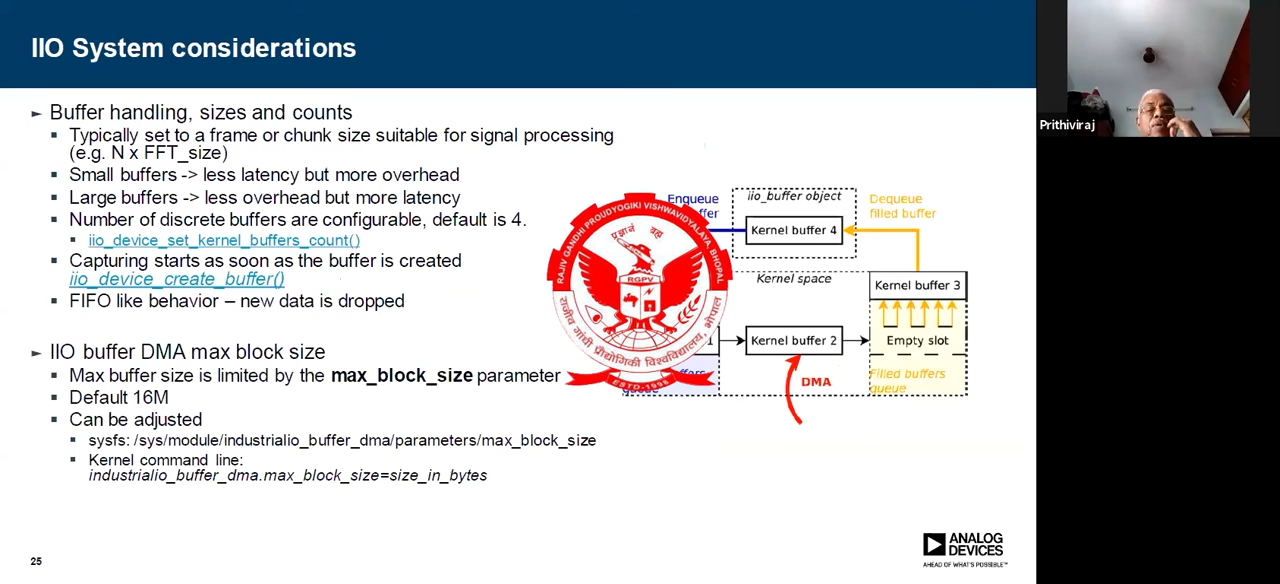 IIO System considerations
► Buffer handling, sizes and counts
▪ Typically set to a frame or chunk size suitable for signal processing
(e.g. N x FFT_size)
▪ Small buffers -> less latency but more overhead
▪ Large buffers -> less overhead but more latency
▪ Number of discrete buffers are configurable, default is 4.
▪ iio_device_set_kernel_buffers_count()
▪ Capturing starts as soon as the buffer is created
iio_device_create_buffer()
▪ FIFO like behavior – new data is dropped
► IIO buffer DMA max block size
▪ Max buffer size is limited by the max_block_size parameter
▪ Default 16M
▪ Can be adjusted
▪ sysfs: /sys/module/industrialio_buffer_dma/parameters/max_block_size
▪ Kernel command line:
industrialio_buffer_dma.max_block_size=size_in_bytes
Enqueue
iio_buffer object
Dequeue
filled buffer
Kernel buffer 4
Kernel space
Kernel buffer 3
1
Kernel buffer 2
Empty slot
DMA
Filled buffers
queue
RAJIV GANDHI PROUDYOGIKI VISHWAVIDYALAYA, BHOPAL
RGPV
राजीव गांधी प्रौद्योगिकी विश्वविद्यालय, भोपाल
ESTD-1998
25
ANALOG
DEVICES
AHEAD OF WHAT'S POSSIBLE™
Prithiviraj